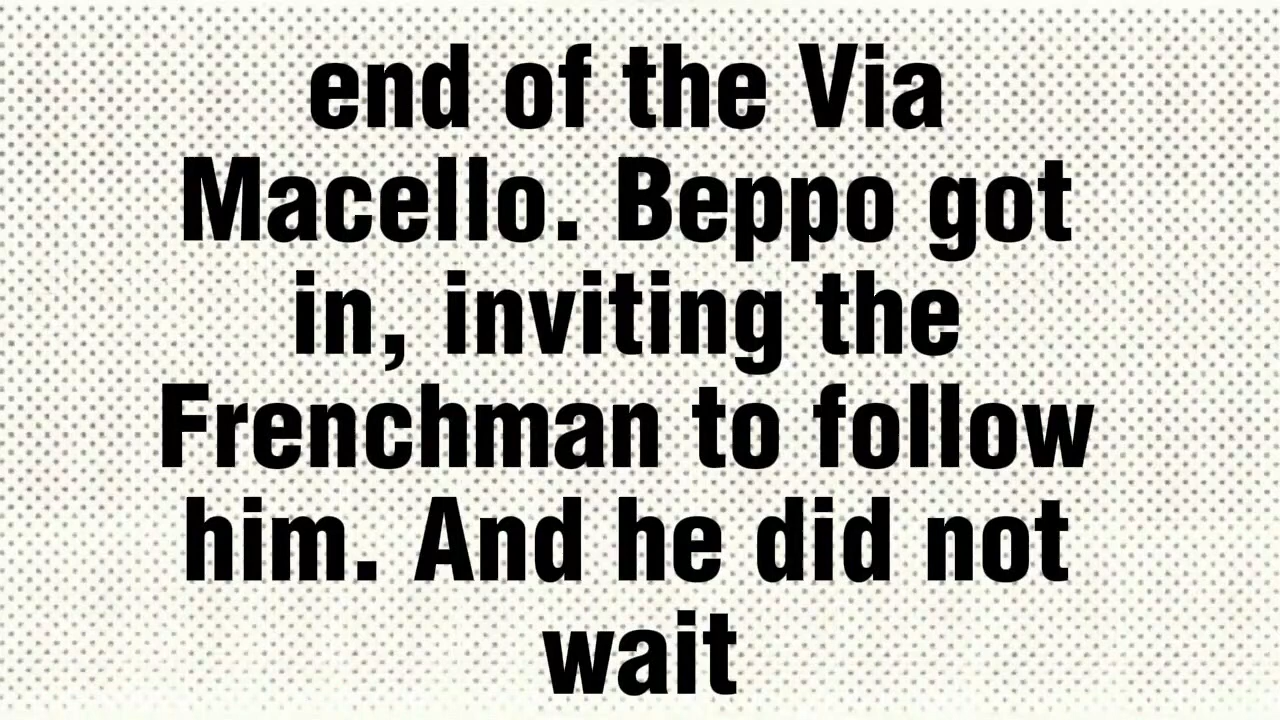 end of the Via
Macello. Beppo got
in, inviting the
Frenchman to follow
him. And he did not
wait